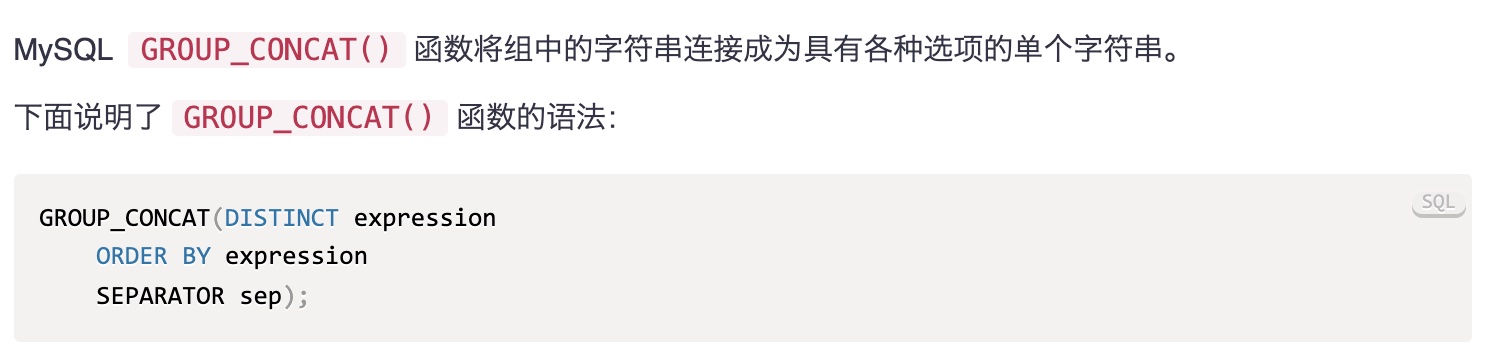 MySQL GROUP_CONCAT() 函数将组中的字符串连接成为具有各种选项的单个字符串。
下面说明了 GROUP_CONCAT() 函数的语法：
SQL
GROUP_CONCAT(DISTINCT expression
    ORDER BY expression
    SEPARATOR sep);